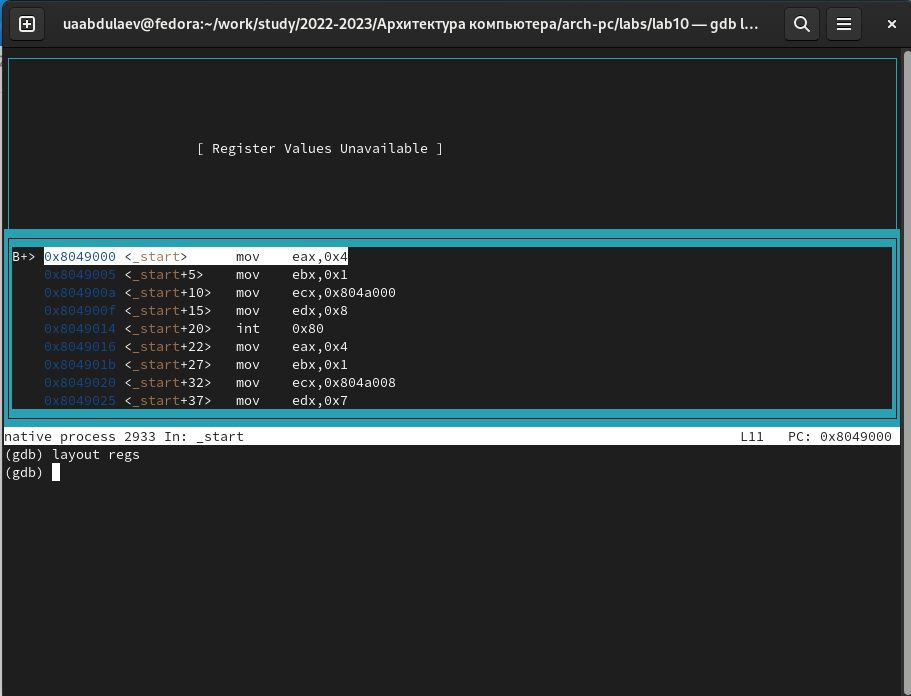 uaabdulaev@fedora:~/work/study/2022-2023/Архитектура компьютера/arch-pc/labs/lab10 — gdb l...
[ Register Values Unavailable ]
B+> 0x8049000 <_start>      mov    eax,0x4
0x8049005 <_start+5>    mov    ebx,0x1
0x804900a <_start+10>   mov    ecx,0x804a000
0x804900f <_start+15>   mov    edx,0x8
0x8049014 <_start+20>   int    0x80
0x8049016 <_start+22>   mov    eax,0x4
0x804901b <_start+27>   mov    ebx,0x1
0x8049020 <_start+32>   mov    ecx,0x804a008
0x8049025 <_start+37>   mov    edx,0x7
native process 2933 In: _start L11   PC: 0x8049000
(gdb) layout regs
(gdb)